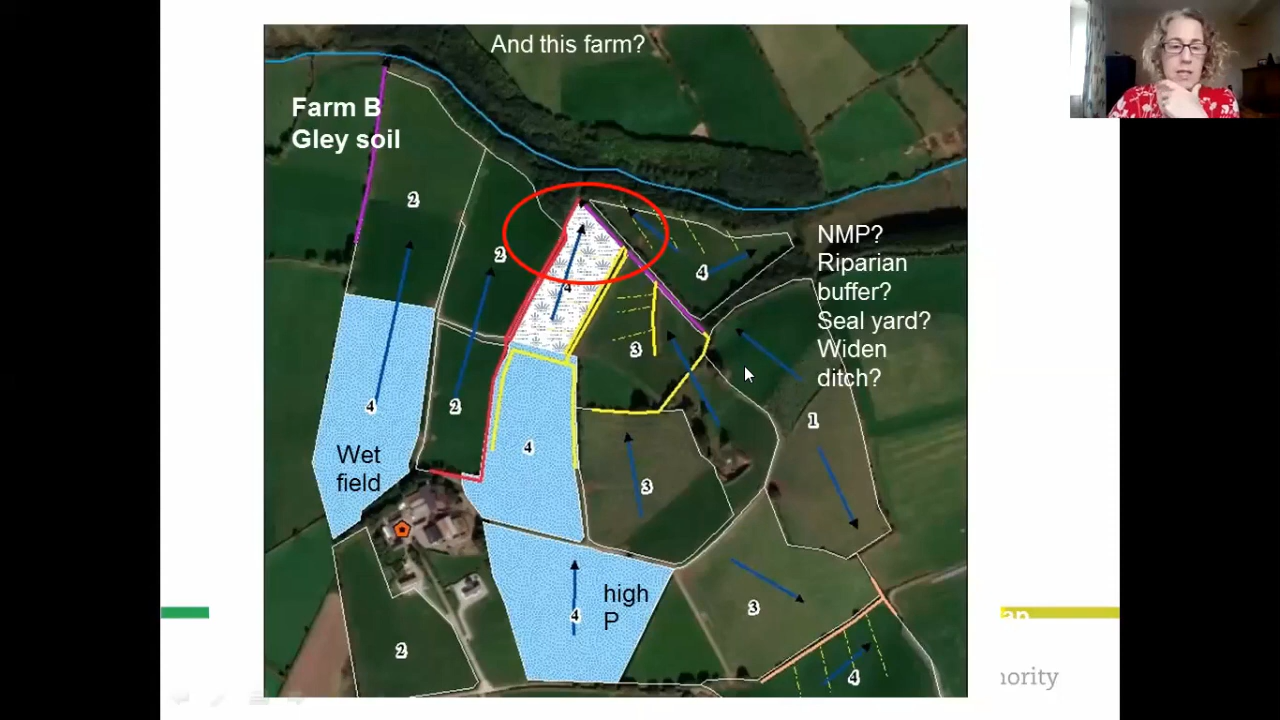 And this farm?
Farm B
Gley soil
2
2
4
4
NMP?
Riparian
buffer?
Seal yard?
Widen
ditch?
3
4
2
1
4
Wet
field
3
high
P
4
3
2
4
an
nority